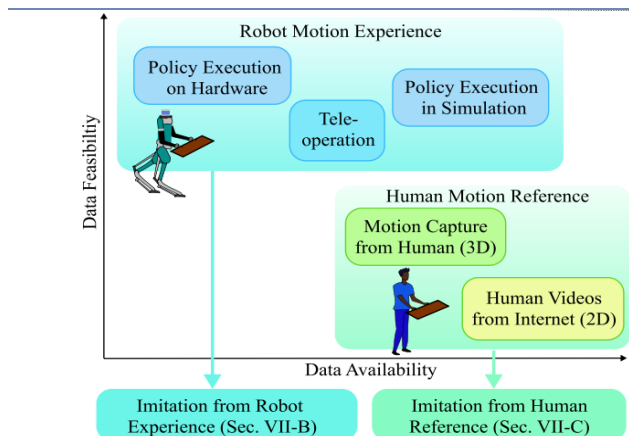 Robot Motion Experience
Policy Execution
on Hardware
Policy Execution
in Simulation
Tele-
operation
Human Motion Reference
Motion Capture
from Human (3D)
Human Videos
from Internet (2D)
Data Feasibiltiy
Data Availability
Imitation from Robot
Experience (Sec. VII-B)
Imitation from Human
Reference (Sec. VII-C)